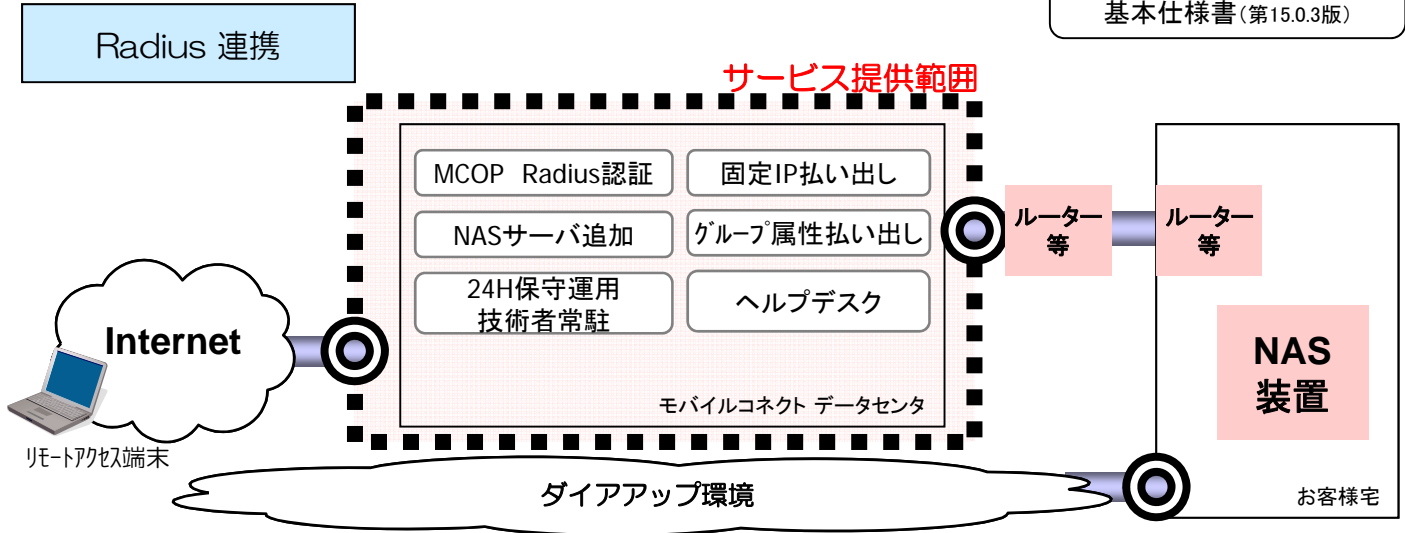 基本仕様書(第15.0.3版)
Radius 連携
サービス提供範囲
MCOP Radius認証
固定IP払い出し
NASサーバ追加
グループ属性払い出し
24H保守運用
技術者常駐
ヘルプデスク
モバイルコネクト データセンタ
ルーター
等
ルーター
等
Internet
リモートアクセス端末
NAS
装置
ダイアアップ環境
お客様宅